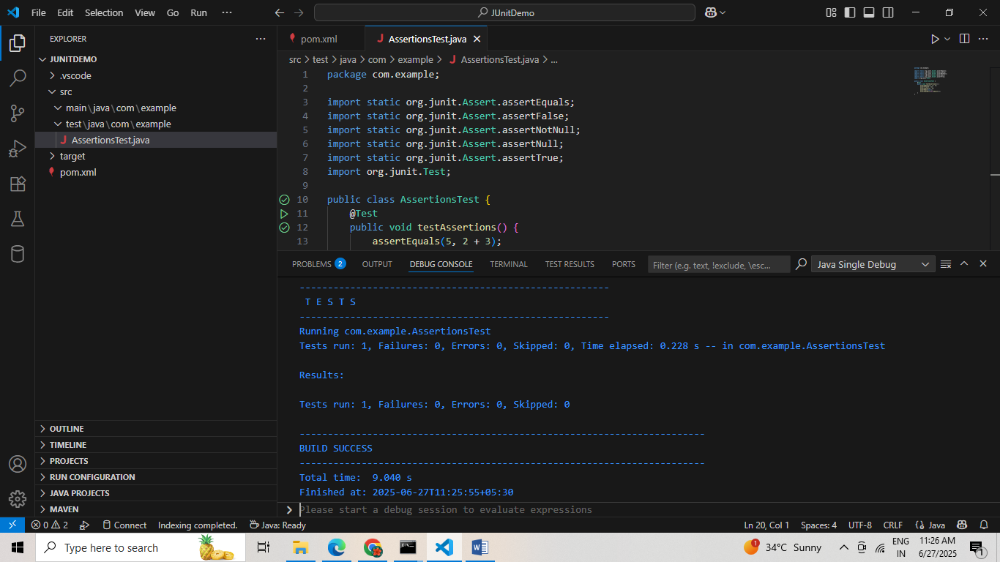 File Edit Selection View Go Run ··· JUnitDemo
EXPLORER ···
JUNITDEMO
.vscode
src
main\java\com\example
test\java\com\example
J AssertionsTest.java
target
pom.xml
OUTLINE
TIMELINE
PROJECTS
RUN CONFIGURATION
JAVA PROJECTS
MAVEN
pom.xml J AssertionsTest.java
src > test > java > com > example > J AssertionsTest.java > ...
1 package com.example;
2
3 import static org.junit.Assert.assertEquals;
4 import static org.junit.Assert.assertFalse;
5 import static org.junit.Assert.assertNotNull;
6 import static org.junit.Assert.assertNull;
7 import static org.junit.Assert.assertTrue;
8 import org.junit.Test;
9
10 public class AssertionsTest {
11 @Test
12 public void testAssertions() {
13 assertEquals(5, 2 + 3);
PROBLEMS 2 OUTPUT DEBUG CONSOLE TERMINAL TEST RESULTS PORTS Filter (e.g. text, !exclude, \esc... Java Single Debug
-------------------------------------------------------
T E S T S
-------------------------------------------------------
Running com.example.AssertionsTest
Tests run: 1, Failures: 0, Errors: 0, Skipped: 0, Time elapsed: 0.228 s -- in com.example.AssertionsTest
Results:
Tests run: 1, Failures: 0, Errors: 0, Skipped: 0
------------------------------------------------------------------------
BUILD SUCCESS
------------------------------------------------------------------------
Total time:  9.040 s
Finished at: 2025-06-27T11:25:55+05:30
Please start a debug session to evaluate expressions
0 2 Connect Indexing completed. Java: Ready Ln 20, Col 1 Spaces: 4 UTF-8 CRLF {} Java
Type here to search 1 34°C Sunny ENG 11:26 AM
IN 6/27/2025 1